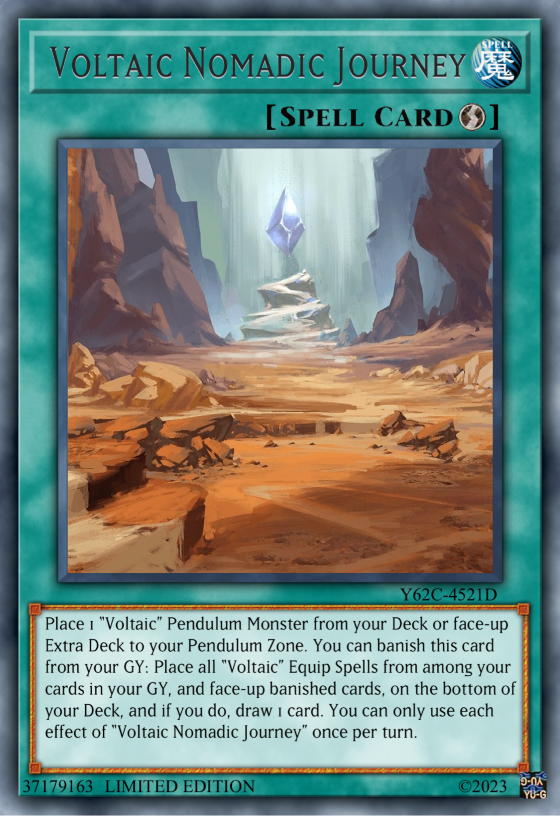 VOLTAIC NOMADIC JOURNEY
SPELL
魔
[SPELL CARD]
Y62C-4521D
Place 1 "Voltaic" Pendulum Monster from your Deck or face-up
Extra Deck to your Pendulum Zone. You can banish this card
from your GY: Place all "Voltaic" Equip Spells from among your
cards in your GY, and face-up banished cards, on the bottom of
your Deck, and if you do, draw 1 card. You can only use each
effect of "Voltaic Nomadic Journey" once per turn.
37179163 LIMITED EDITION
©2023
YU-G
YU-G